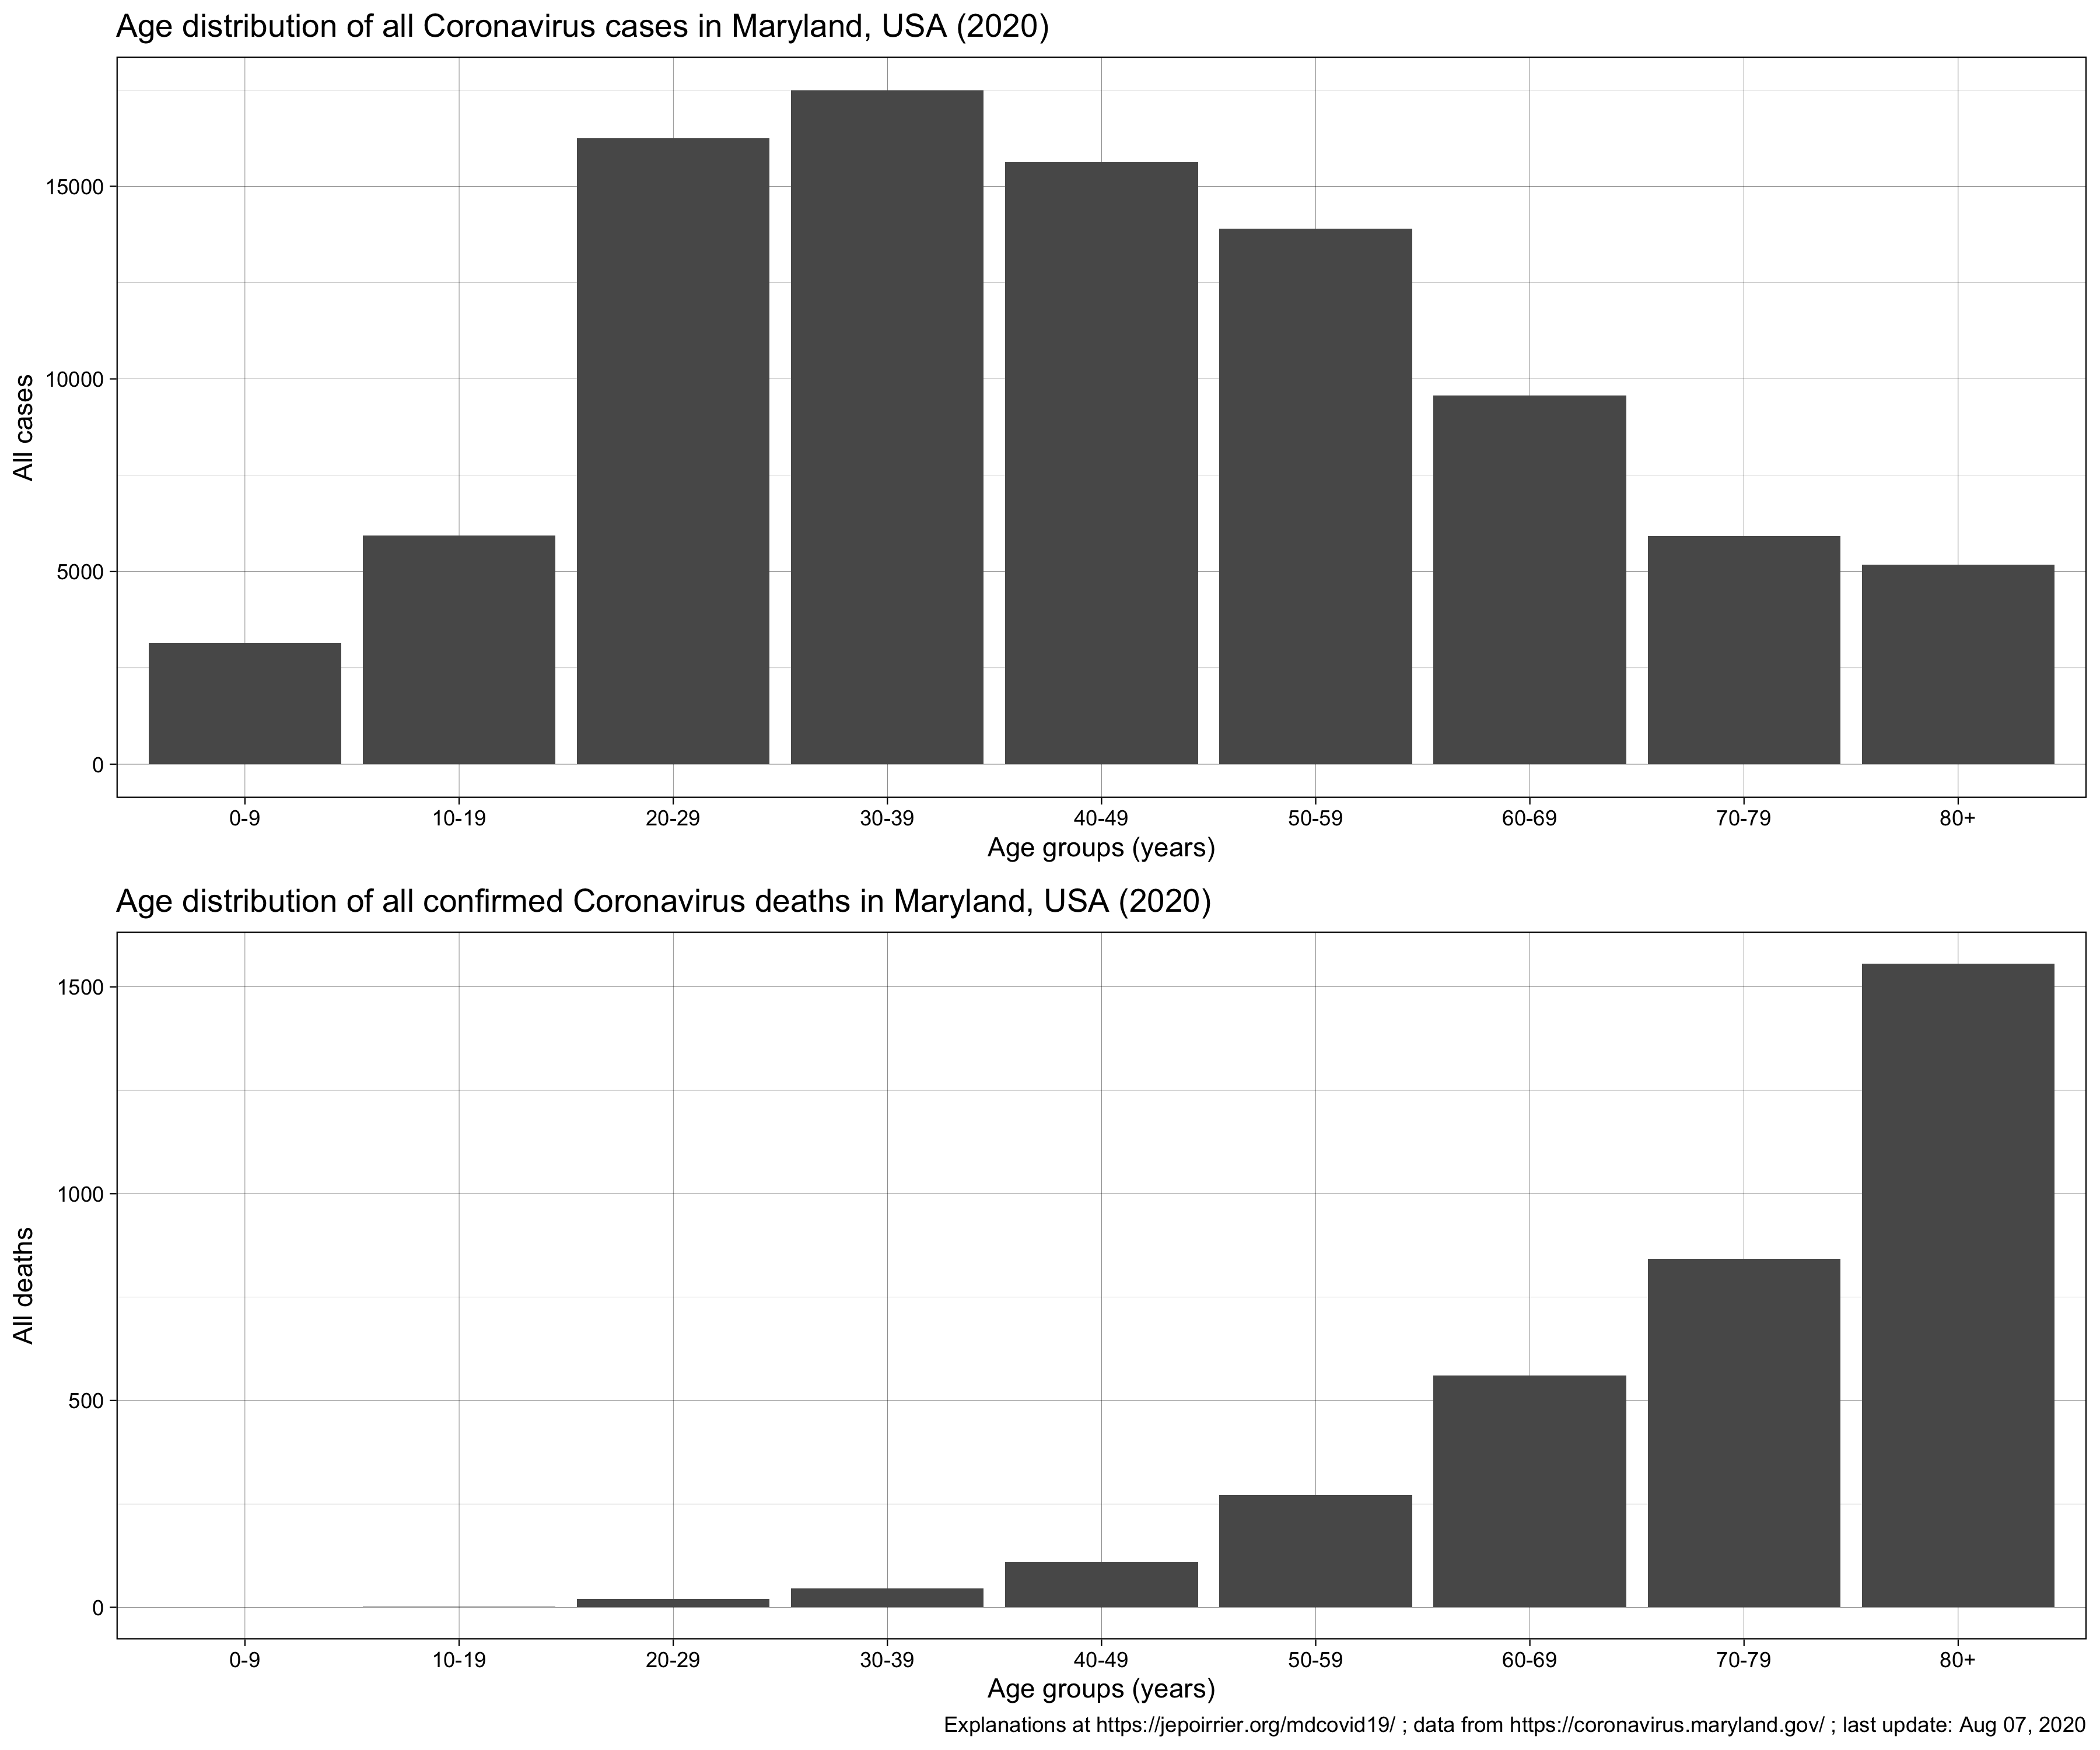 Age distribution of all Coronavirus cases in Maryland, USA (2020)
All cases
15000
10000
5000
0
0-9 10-19 20-29 30-39 40-49 50-59 60-69 70-79 80+
Age groups (years)
Age distribution of all confirmed Coronavirus deaths in Maryland, USA (2020)
All deaths
1500
1000
500
0
0-9 10-19 20-29 30-39 40-49 50-59 60-69 70-79 80+
Age groups (years)
Explanations at https://jepoirrier.org/mdcovid19/ ; data from https://coronavirus.maryland.gov/ ; last update: Aug 07, 2020